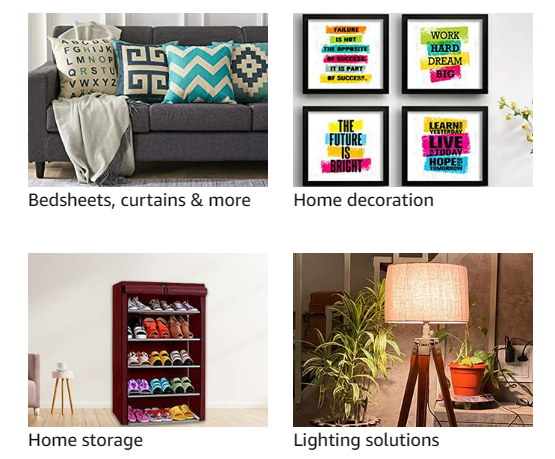 A B C D E
F G H I J K
L M N O P
Q R S T U
V W X Y Z
FAILURE
IS NOT
THE OPPOSITE
OF SUCCESS.
IT IS PART
OF SUCCESS.
WORK
HARD
DREAM
BIG
Bedsheets, curtains & more
THE
FUTURE
IS
BRIGHT
LEARN FROM
YESTERDAY
LIVE FOR
TODAY
HOPE FOR
TOMORROW
Home decoration
Home storage
Lighting solutions